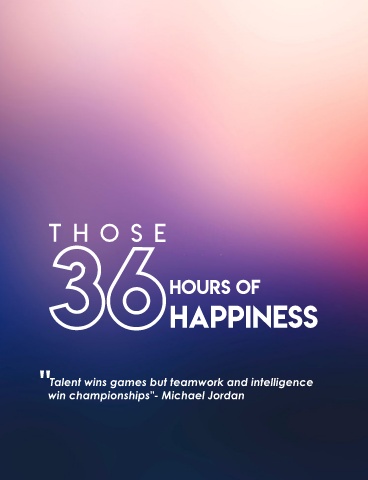 THOSE
36
HOURS OF
HAPPINESS
"Talent wins games but teamwork and intelligence
win championships"- Michael Jordan